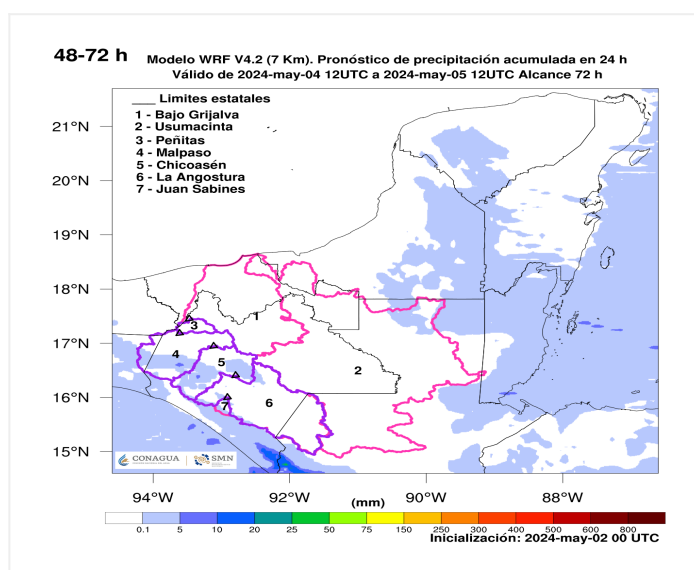 48-72 h
Modelo WRF V4.2 (7 Km). Pronóstico de precipitación acumulada en 24 h
Válido de 2024-may-04 12UTC a 2024-may-05 12UTC Alcance 72 h
___ Limites estatales
1 - Bajo Grijalva
2 - Usumacinta
3 - Peñitas
4 - Malpaso
5 - Chicoasén
6 - La Angostura
7 - Juan Sabines
21°N
20°N
19°N
18°N
17°N
16°N
15°N
1
3
4
5
2
6
7
CONAGUA
SMN
94°W
92°W
90°W
88°W
(mm)
0.1 5 10 20 25 50 75 150 250 300 400 500 600
Inicialización: 2024-may-02 00 UTC